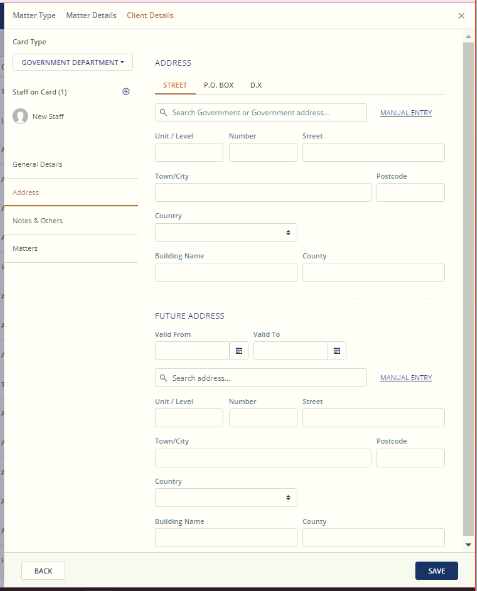 Matter Type Matter Details Client Details
Card Type
GOVERNMENT DEPARTMENT
Staff on Card (1)
New Staff
General Details
Address
Notes & Others
Matters
ADDRESS
STREET P.O. BOX D.X
Search Government or Government address... MANUAL ENTRY
Unit / Level Number Street
Town/City Postcode
Country
Building Name County
FUTURE ADDRESS
Valid From Valid To
Search address... MANUAL ENTRY
Unit / Level Number Street
Town/City Postcode
Country
Building Name County
BACK SAVE